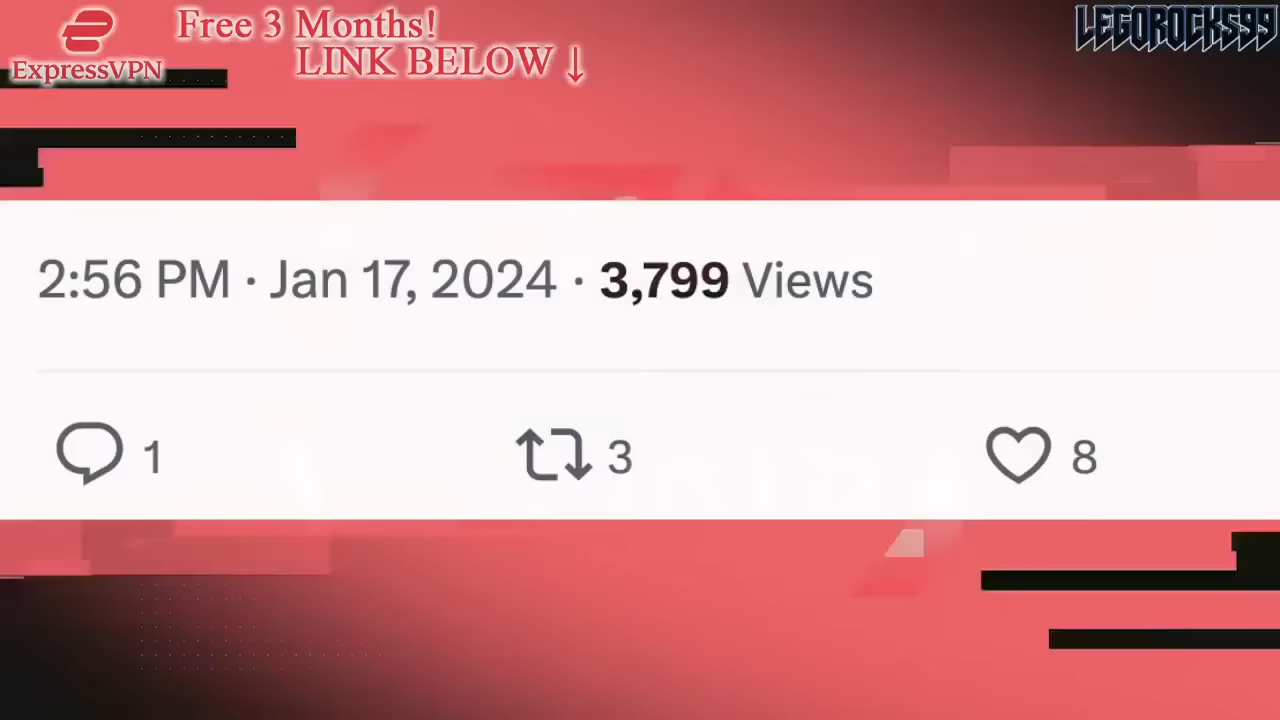 Free 3 Months!
LINK BELOW ↓
ExpressVPN
LEGOROCKS99
2:56 PM · Jan 17, 2024 · 3,799 Views
1
3
8